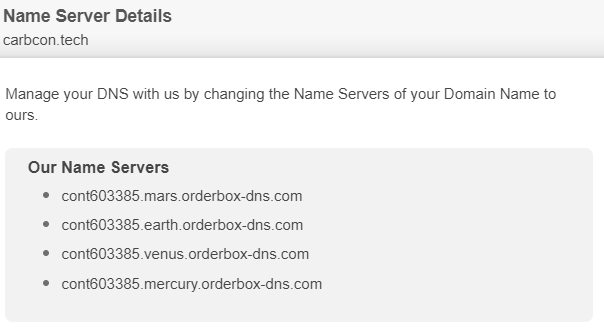 Name Server Details
carbcon.tech
Manage your DNS with us by changing the Name Servers of your Domain Name to
ours.
Our Name Servers
cont603385.mars.orderbox-dns.com
cont603385.earth.orderbox-dns.com
cont603385.venus.orderbox-dns.com
cont603385.mercury.orderbox-dns.com